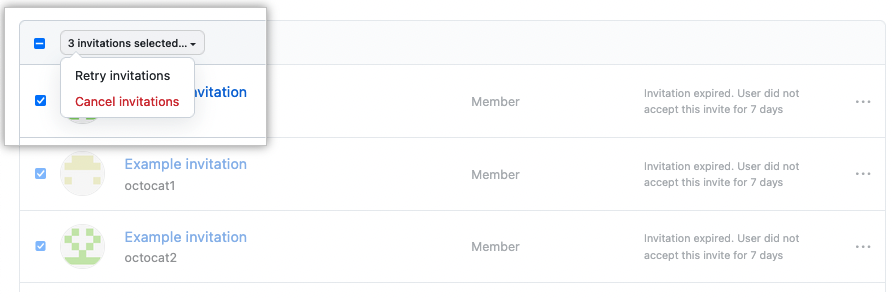 3 invitations selected...
Retry invitations
Cancel invitations
nvitation
Member
Invitation expired. User did not
accept this invite for 7 days
Example invitation
octocat1
Member
Invitation expired. User did not
accept this invite for 7 days
Example invitation
octocat2
Member
Invitation expired. User did not
accept this invite for 7 days